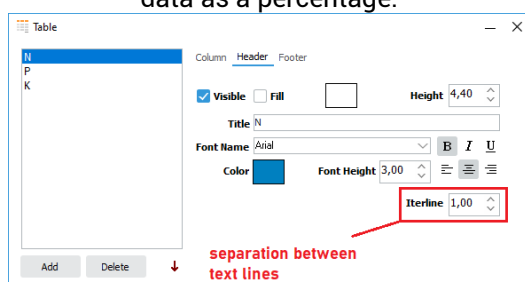 data as a percentage.
Table
N
P
K
Column Header Footer
Visible Fill Height 4,40
Title N
Font Name Arial B I U
Color Font Height 3,00
Iterline 1,00
separation between
text lines
Add Delete